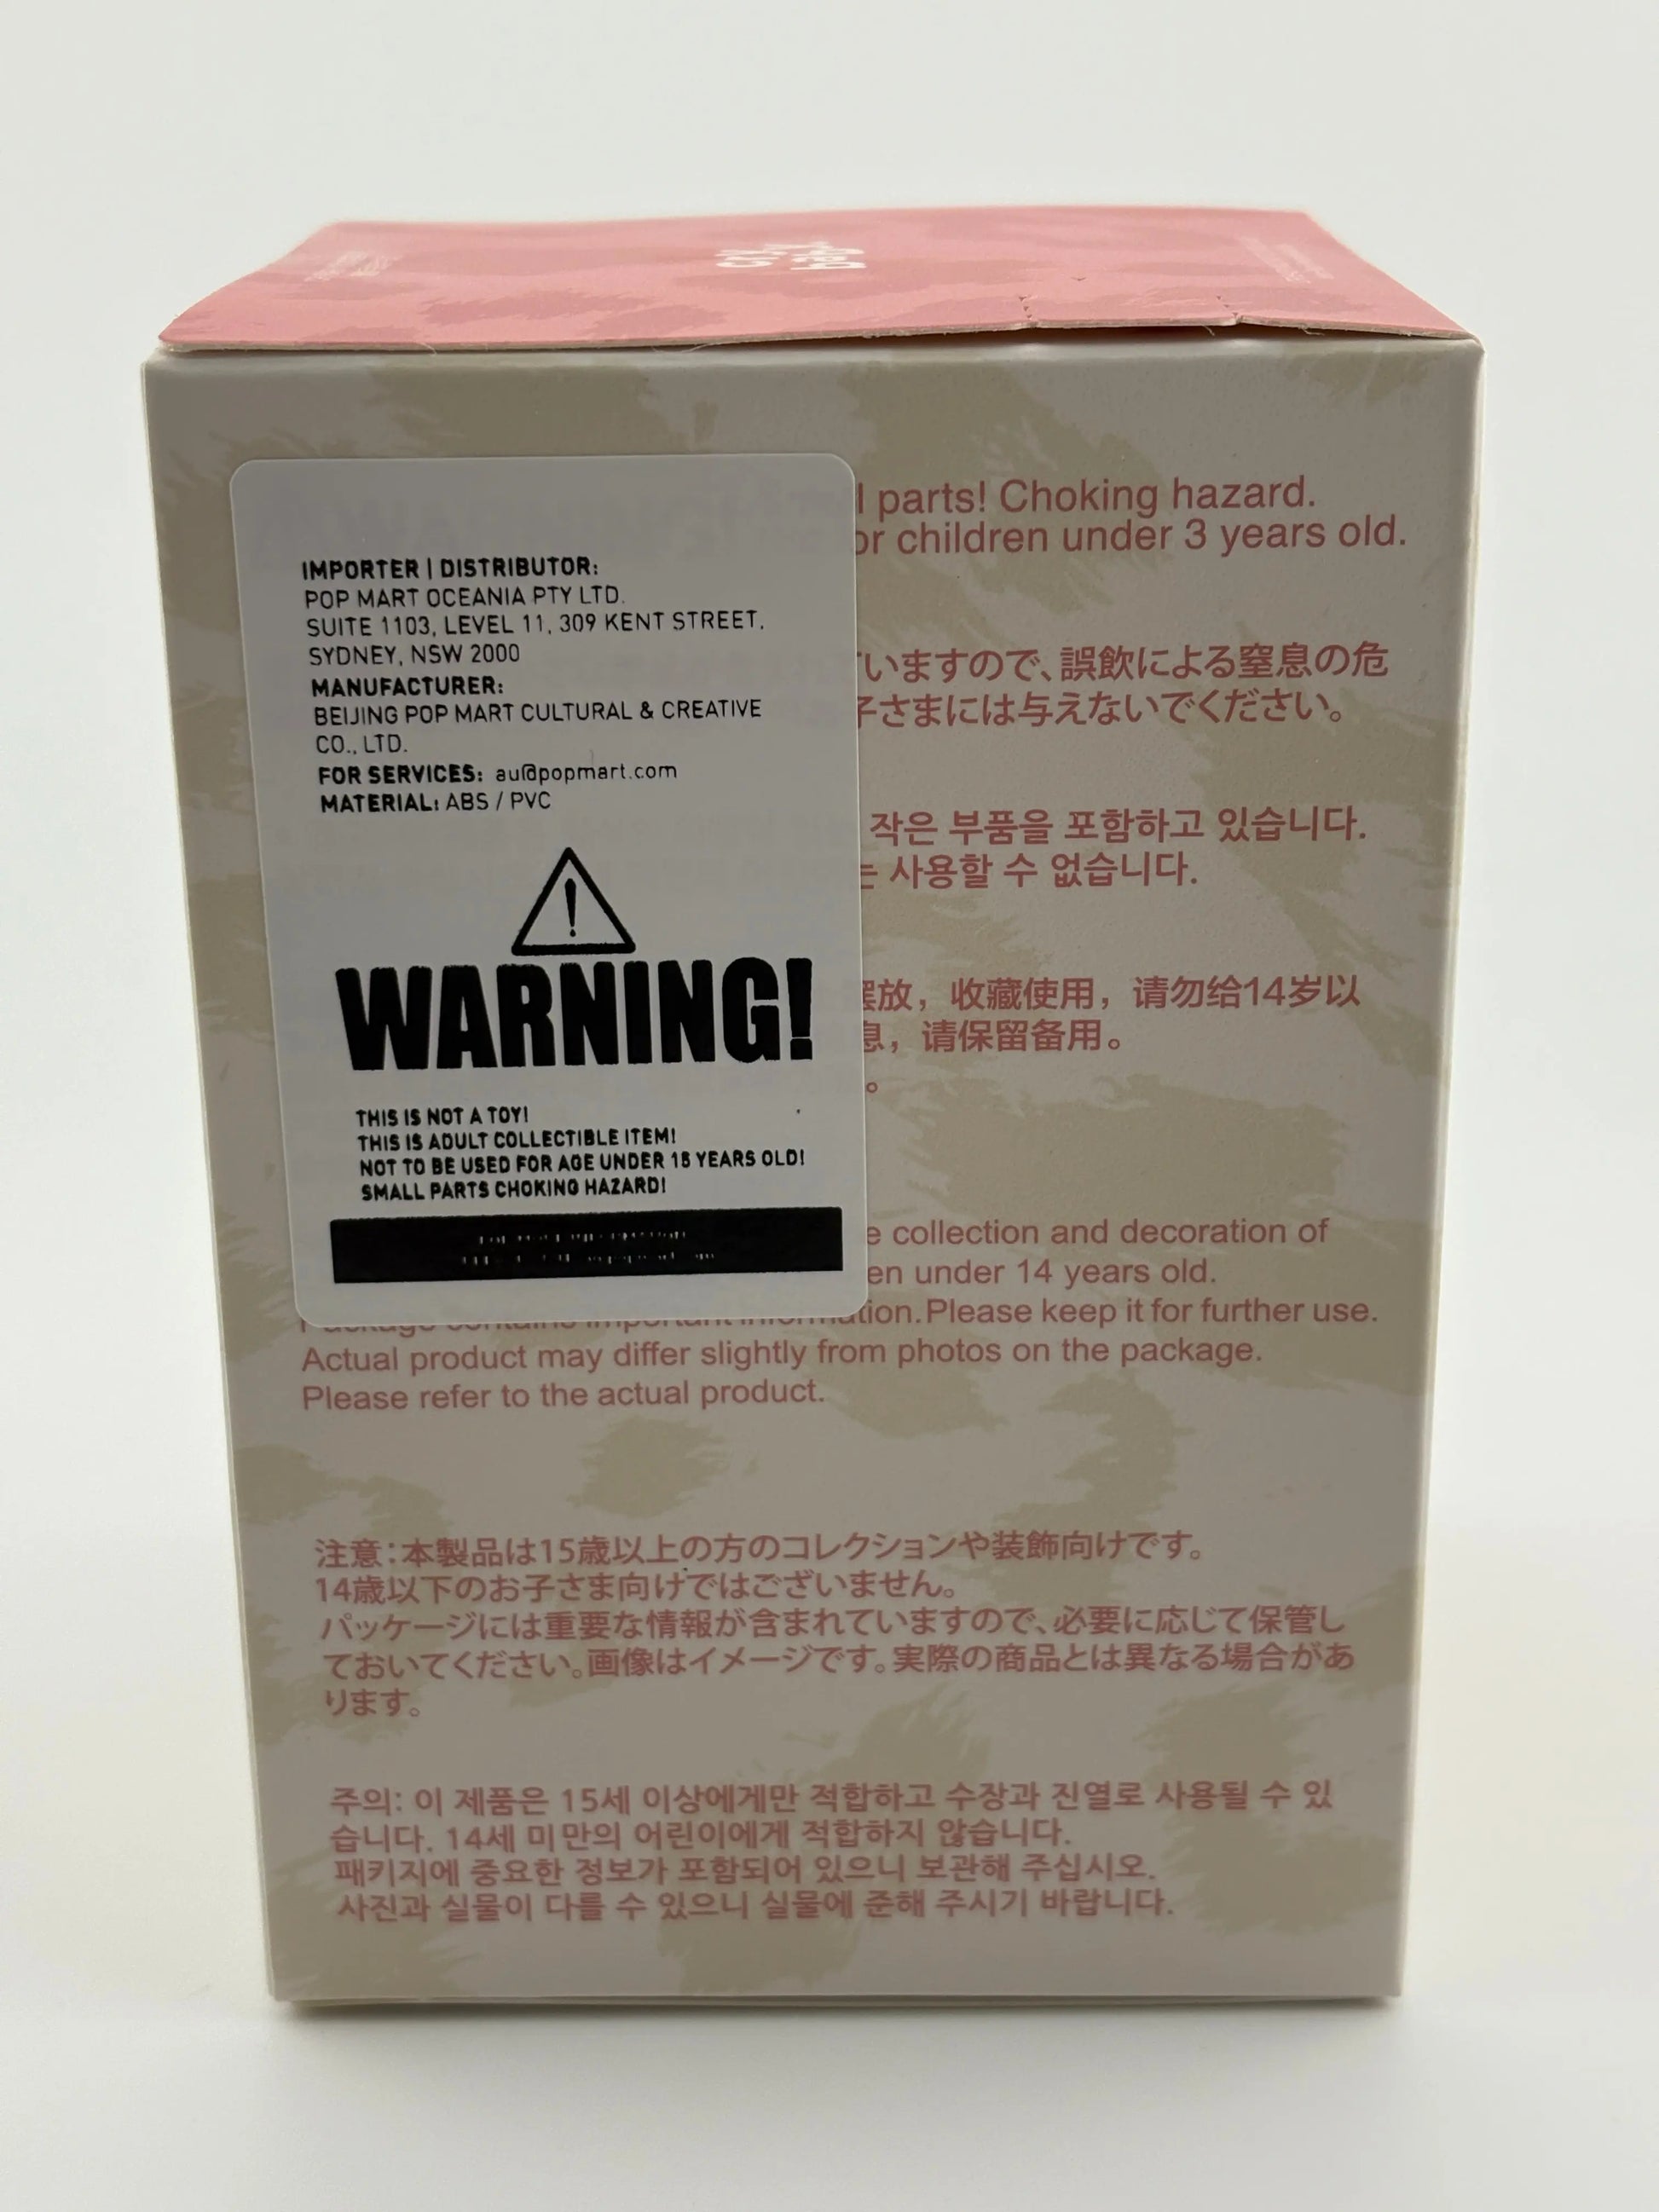 IMPORTER | DISTRIBUTOR:
POP MART OCEANIA PTY LTD.
SUITE 1103, LEVEL 11, 309 KENT STREET,
SYDNEY, NSW 2000
MANUFACTURER:
BEIJING POP MART CULTURAL & CREATIVE
CO., LTD.
FOR SERVICES: au@popmart.com
MATERIAL: ABS / PVC
WARNING!
THIS IS NOT A TOY!
THIS IS ADULT COLLECTIBLE ITEM!
NOT TO BE USED FOR AGE UNDER 15 YEARS OLD!
SMALL PARTS CHOKING HAZARD!
parts! Choking hazard.
children under 3 years old.
いますので、誤飲による窒息の危
子さまには与えないでください。
작은 부품을 포함하고 있습니다.
는 사용할 수 없습니다.
摆放，收藏使用，请勿给14岁以
息，请保留备用。
。
collection and decoration of
under 14 years old.
Package contains important information.Please keep it for further use.
Actual product may differ slightly from photos on the package.
Please refer to the actual product.
注意:本製品は15歳以上の方のコレクションや装飾向けです。
14歳以下のお子さま向けではございません。
パッケージには重要な情報が含まれていますので、必要に応じて保管し
ておいてください。画像はイメージです。実際の商品とは異なる場合があ
ります。
주의: 이 제품은 15세 이상에게만 적합하고 수장과 진열로 사용될 수 있
습니다. 14세 미만의 어린이에게 적합하지 않습니다.
패키지에 중요한 정보가 포함되어 있으니 보관해 주십시오.
사진과 실물이 다를 수 있으니 실물에 준해 주시기 바랍니다.